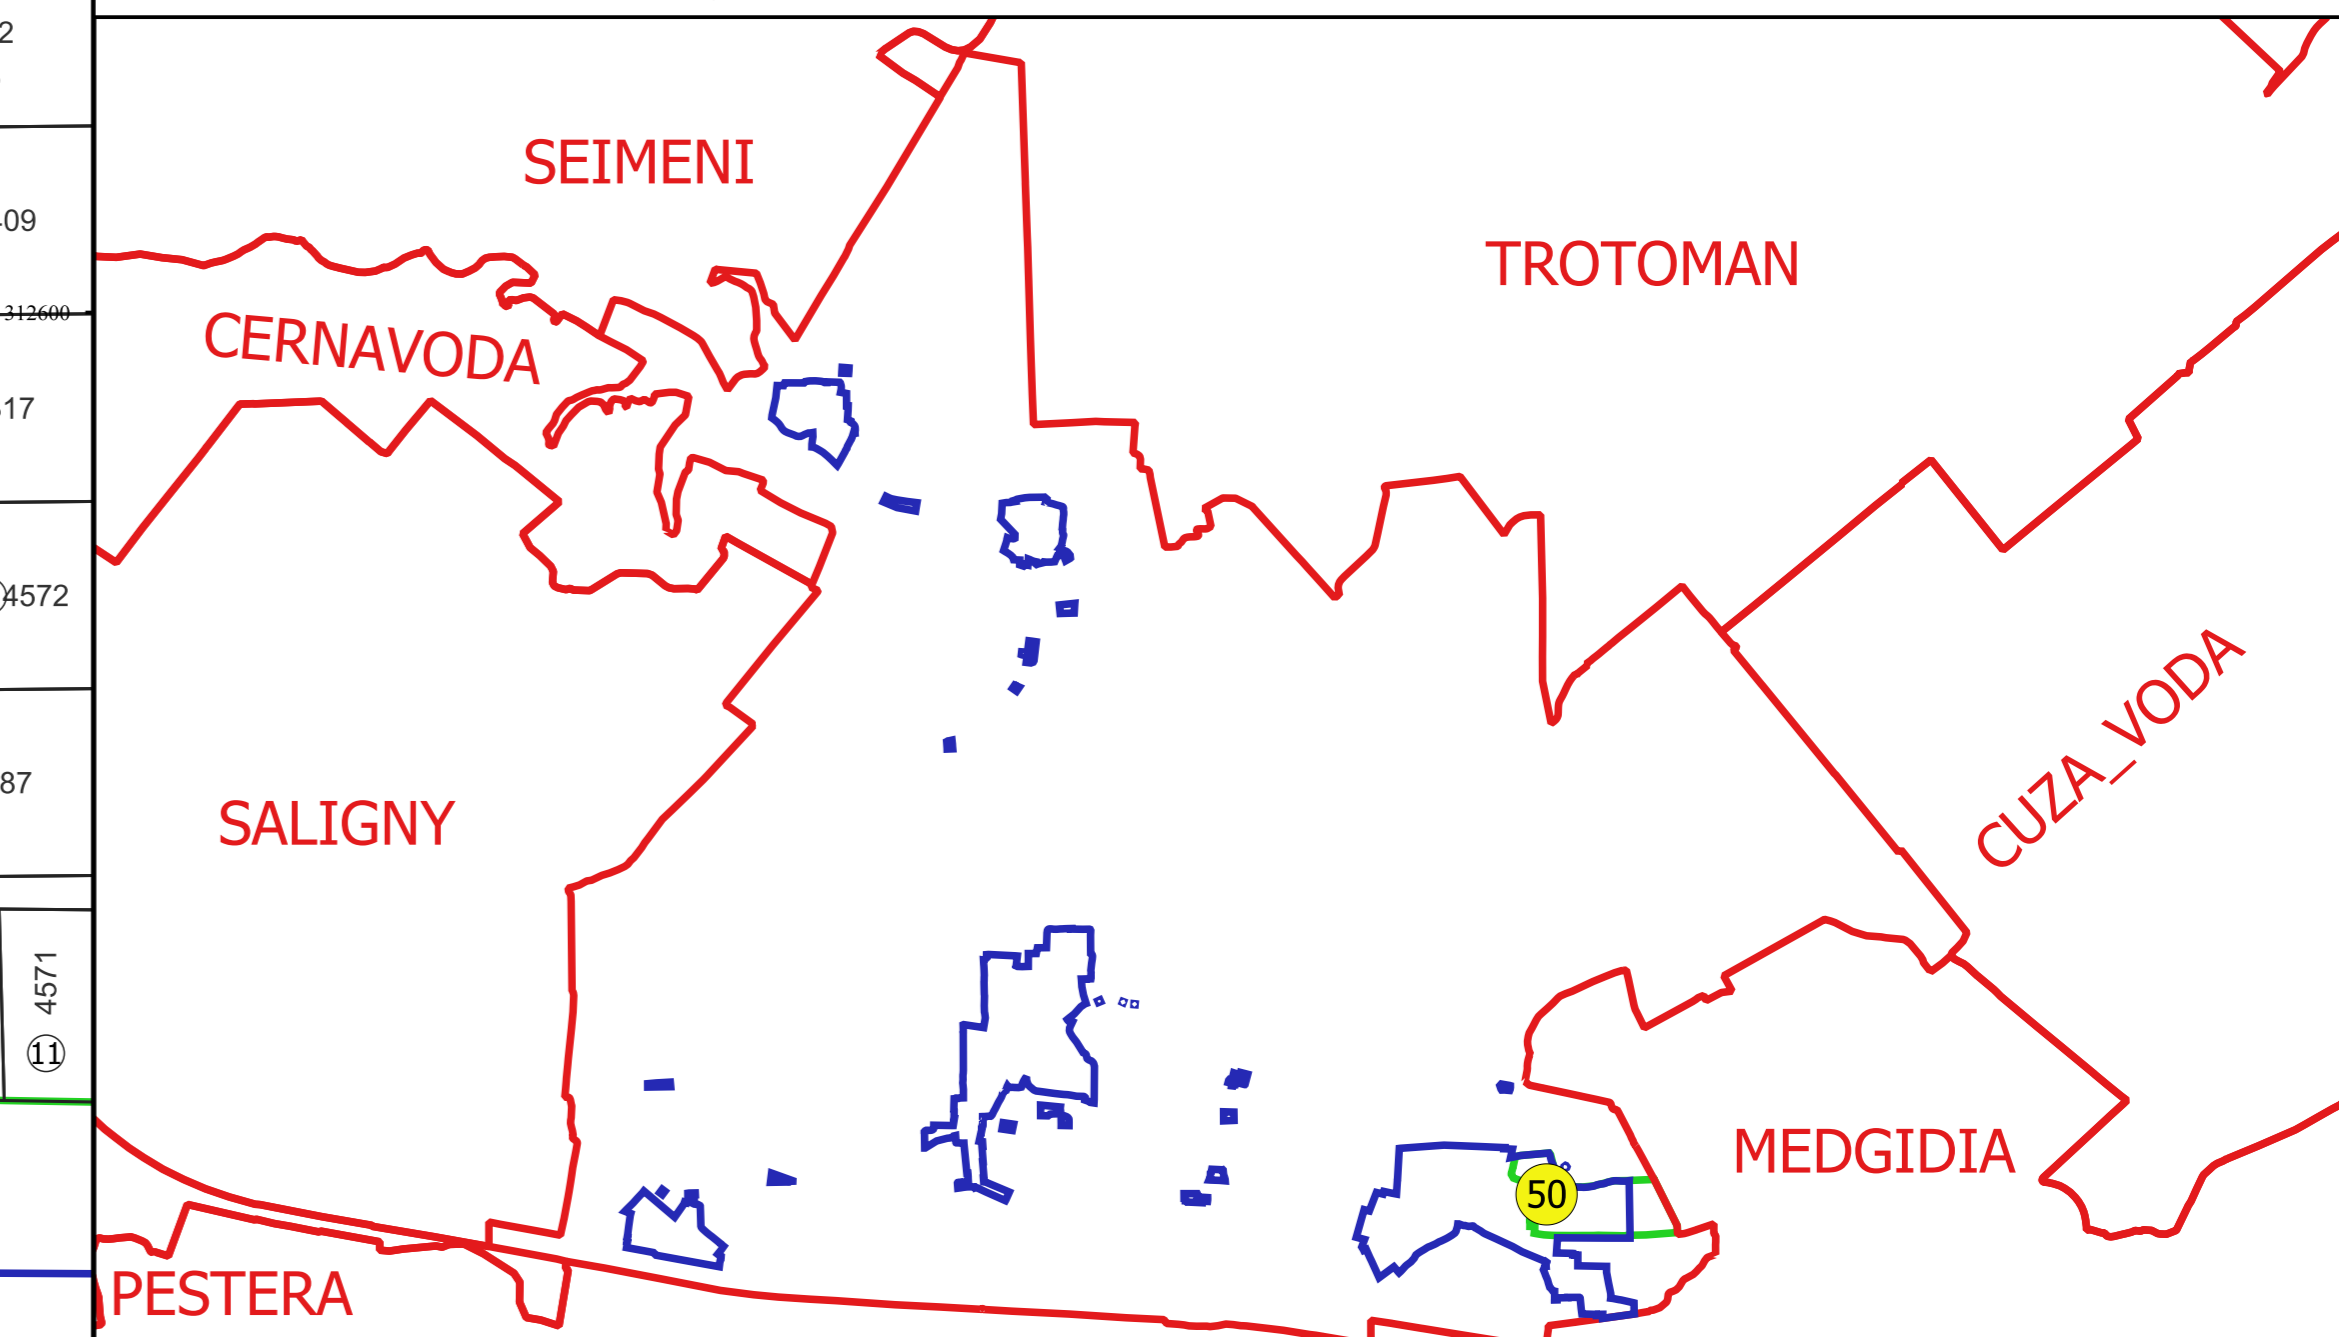 2
SEIMENI
09
TROTOMAN
312600
CERNAVODA
17
4572
CUZA_VODA
87
SALIGNY
4571
11
MEDGIDIA
50
PESTERA